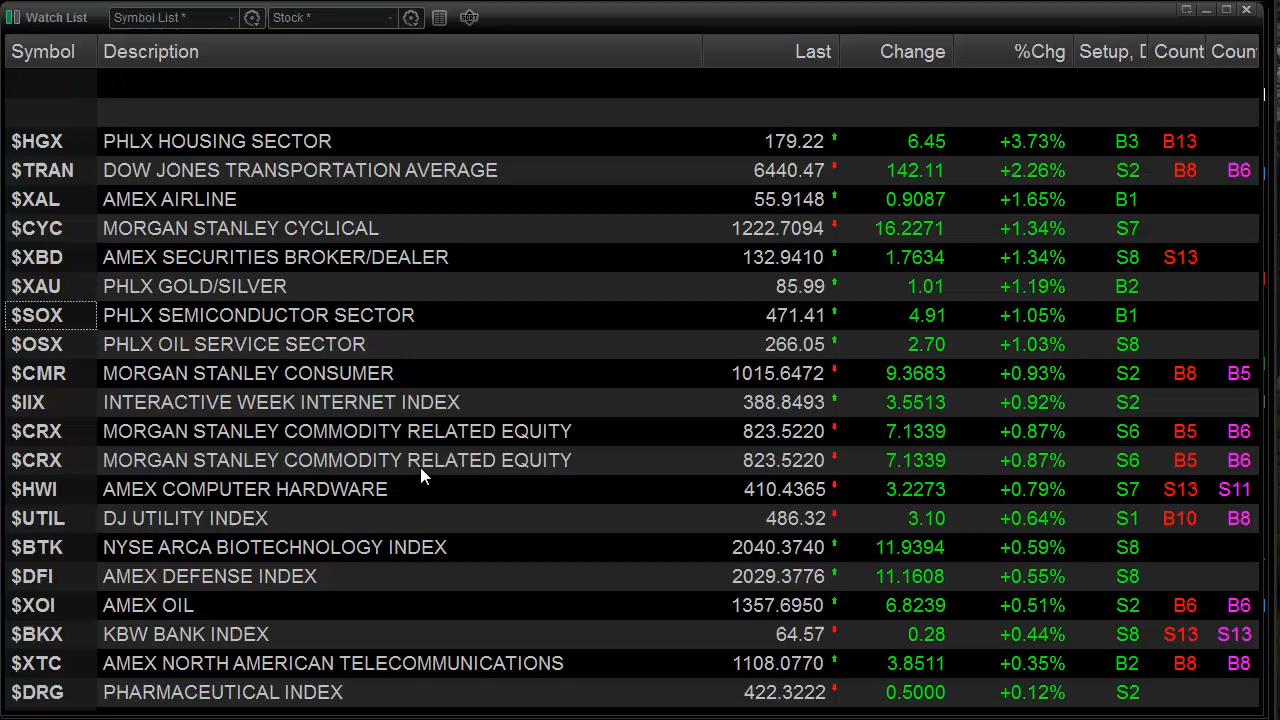 Watch List Symbol List * Stock * SORT
Symbol Description Last Change %Chg Setup, D Count Coun
$HGX PHLX HOUSING SECTOR 179.22 6.45 +3.73% B3 B13
$TRAN DOW JONES TRANSPORTATION AVERAGE 6440.47 142.11 +2.26% S2 B8 B6
$XAL AMEX AIRLINE 55.9148 0.9087 +1.65% B1
$CYC MORGAN STANLEY CYCLICAL 1222.7094 16.2271 +1.34% S7
$XBD AMEX SECURITIES BROKER/DEALER 132.9410 1.7634 +1.34% S8 S13
$XAU PHLX GOLD/SILVER 85.99 1.01 +1.19% B2
$SOX PHLX SEMICONDUCTOR SECTOR 471.41 4.91 +1.05% B1
$OSX PHLX OIL SERVICE SECTOR 266.05 2.70 +1.03% S8
$CMR MORGAN STANLEY CONSUMER 1015.6472 9.3683 +0.93% S2 B8 B5
$IIX INTERACTIVE WEEK INTERNET INDEX 388.8493 3.5513 +0.92% S2
$CRX MORGAN STANLEY COMMODITY RELATED EQUITY 823.5220 7.1339 +0.87% S6 B5 B6
$CRX MORGAN STANLEY COMMODITY RELATED EQUITY 823.5220 7.1339 +0.87% S6 B5 B6
$HWI AMEX COMPUTER HARDWARE 410.4365 3.2273 +0.79% S7 S13 S11
$UTIL DJ UTILITY INDEX 486.32 3.10 +0.64% S1 B10 B8
$BTK NYSE ARCA BIOTECHNOLOGY INDEX 2040.3740 11.9394 +0.59% S8
$DFI AMEX DEFENSE INDEX 2029.3776 11.1608 +0.55% S8
$XOI AMEX OIL 1357.6950 6.8239 +0.51% S2 B6 B6
$BKX KBW BANK INDEX 64.57 0.28 +0.44% S8 S13 S13
$XTC AMEX NORTH AMERICAN TELECOMMUNICATIONS 1108.0770 3.8511 +0.35% B2 B8 B8
$DRG PHARMACEUTICAL INDEX 422.3222 0.5000 +0.12% S2